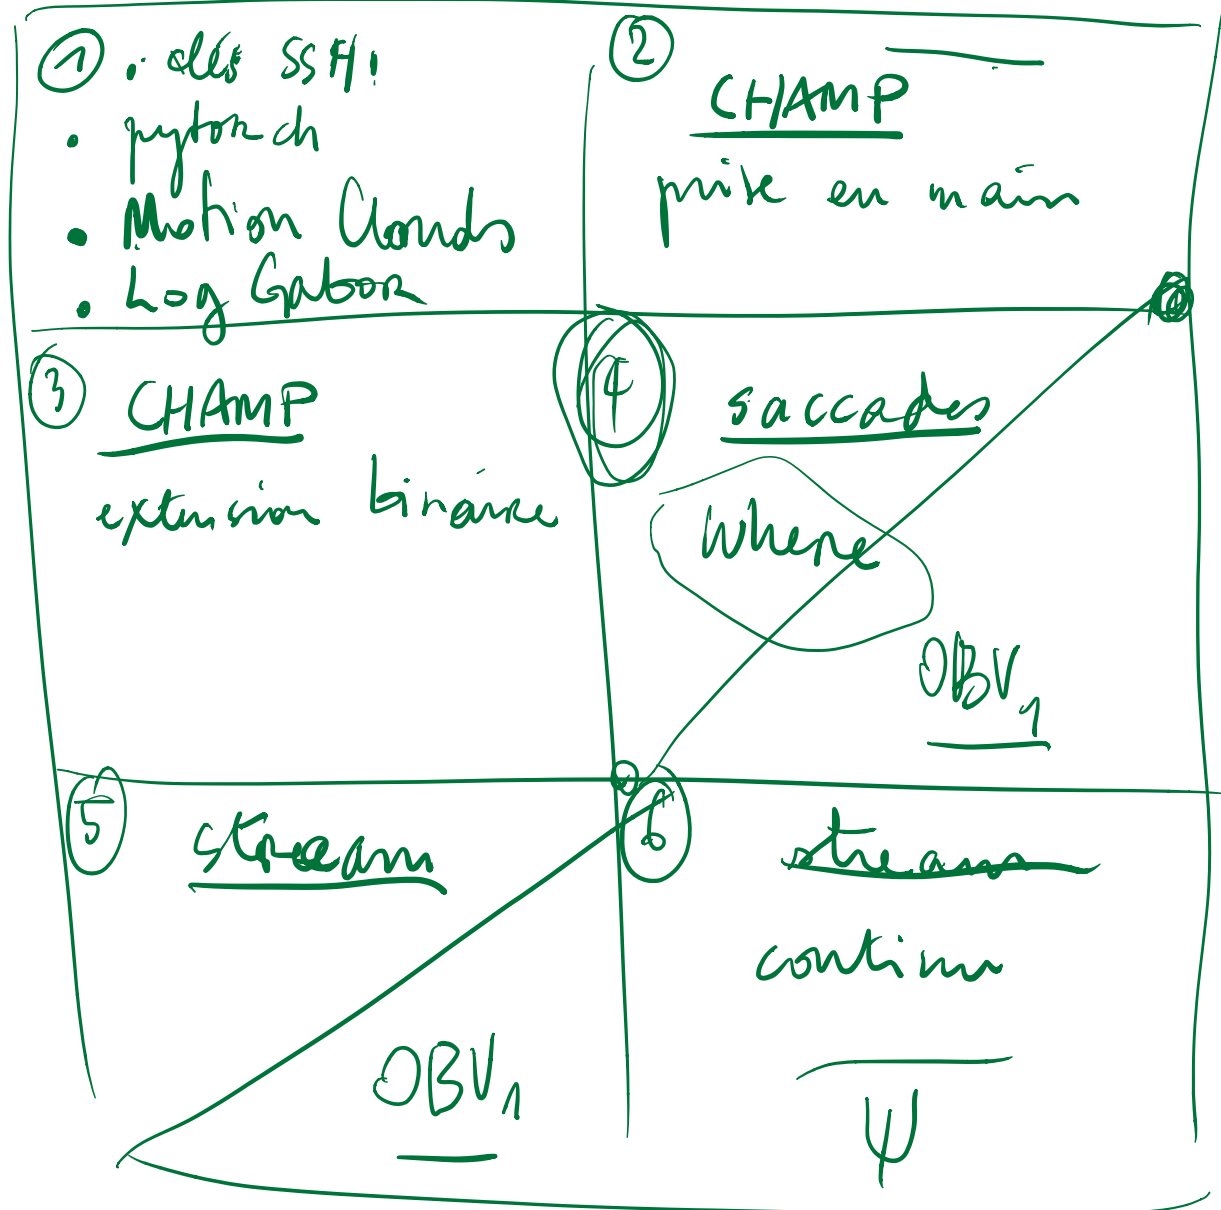 ① • clés SSH
• pytorch
• Motion Clouds
• Log Gabor
②
CHAMP
prise en main
③
CHAMP
extension binaire
④
saccades
Where
OBV1
⑤
stream
OBV1
⑥
stream
continu
Ψ